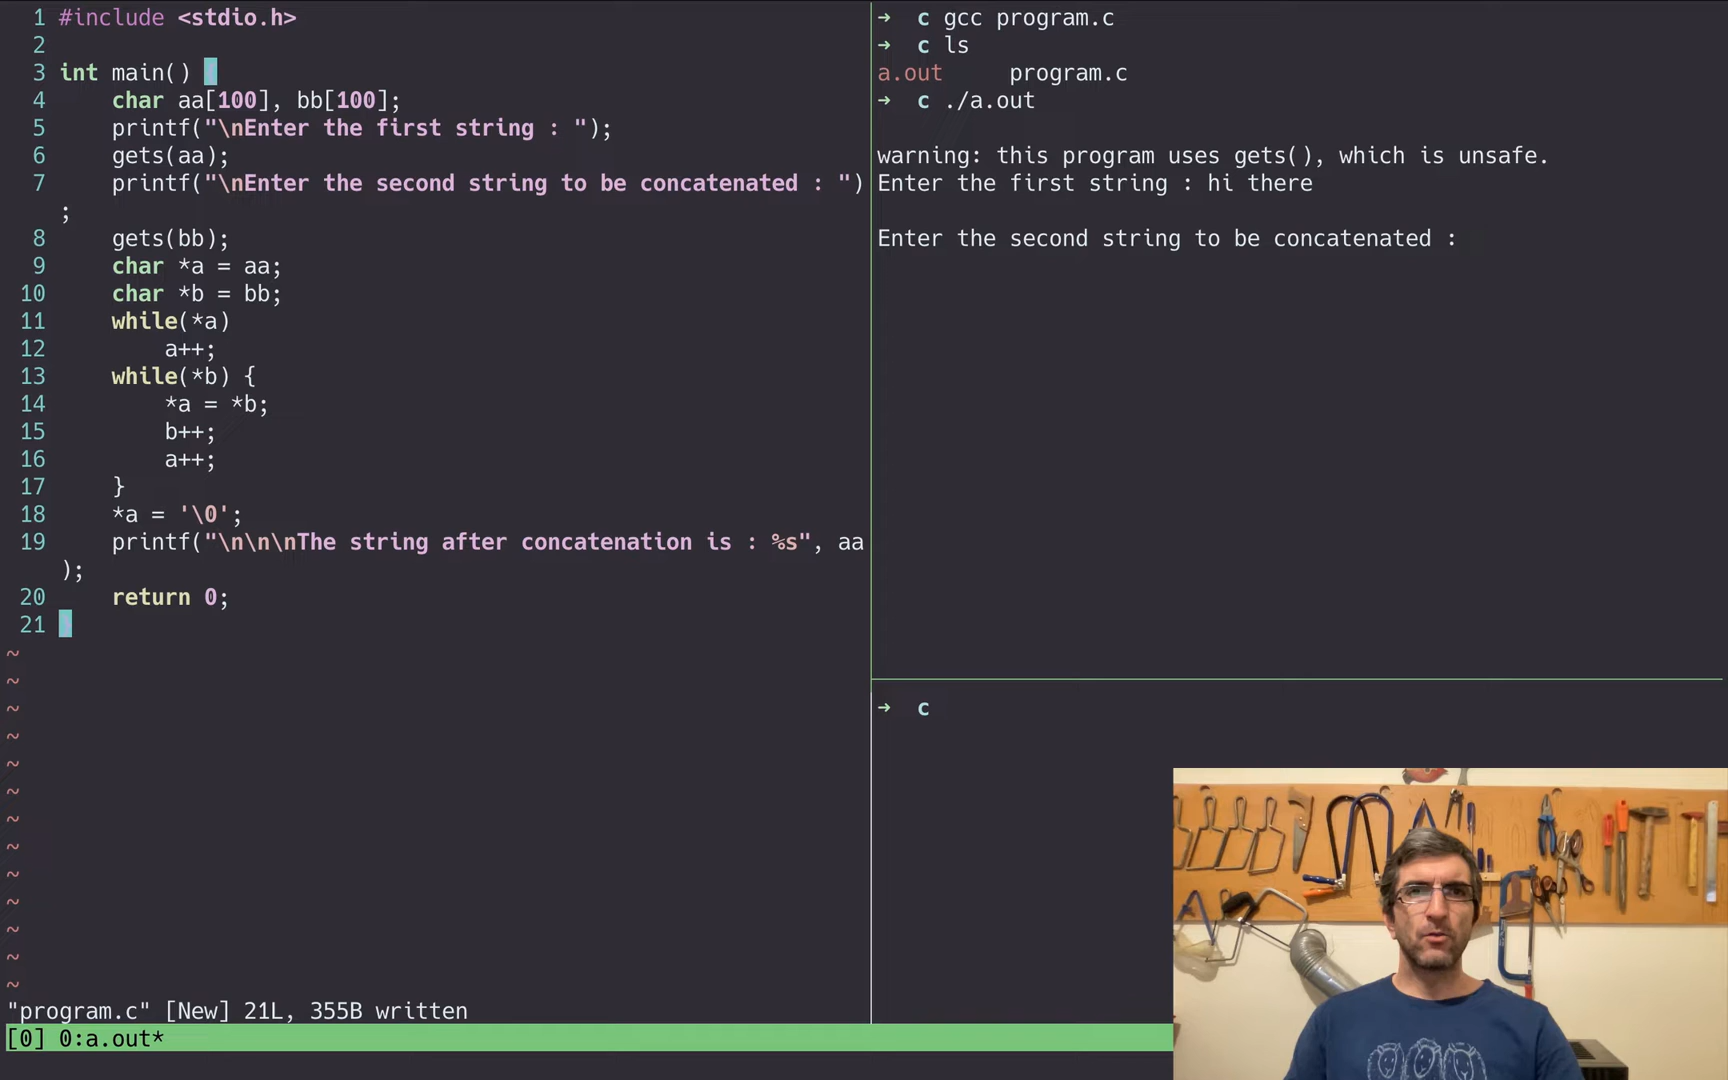 1 #include <stdio.h>
2
3 int main() {
4 char aa[100], bb[100];
5 printf("\nEnter the first string : ");
6 gets(aa);
7 printf("\nEnter the second string to be concatenated : ")
;
8 gets(bb);
9 char *a = aa;
10 char *b = bb;
11 while(*a)
12 a++;
13 while(*b) {
14 *a = *b;
15 b++;
16 a++;
17 }
18 *a = '\0';
19 printf("\n\n\nThe string after concatenation is : %s", aa
);
20 return 0;
21 }
~
~
~
~
~
~
~
~
~
~
~
~
~
"program.c" [New] 21L, 355B written
➜ c gcc program.c
➜ c ls
a.out program.c
➜ c ./a.out
warning: this program uses gets(), which is unsafe.
Enter the first string : hi there
Enter the second string to be concatenated :
➜ c
[0] 0:a.out*